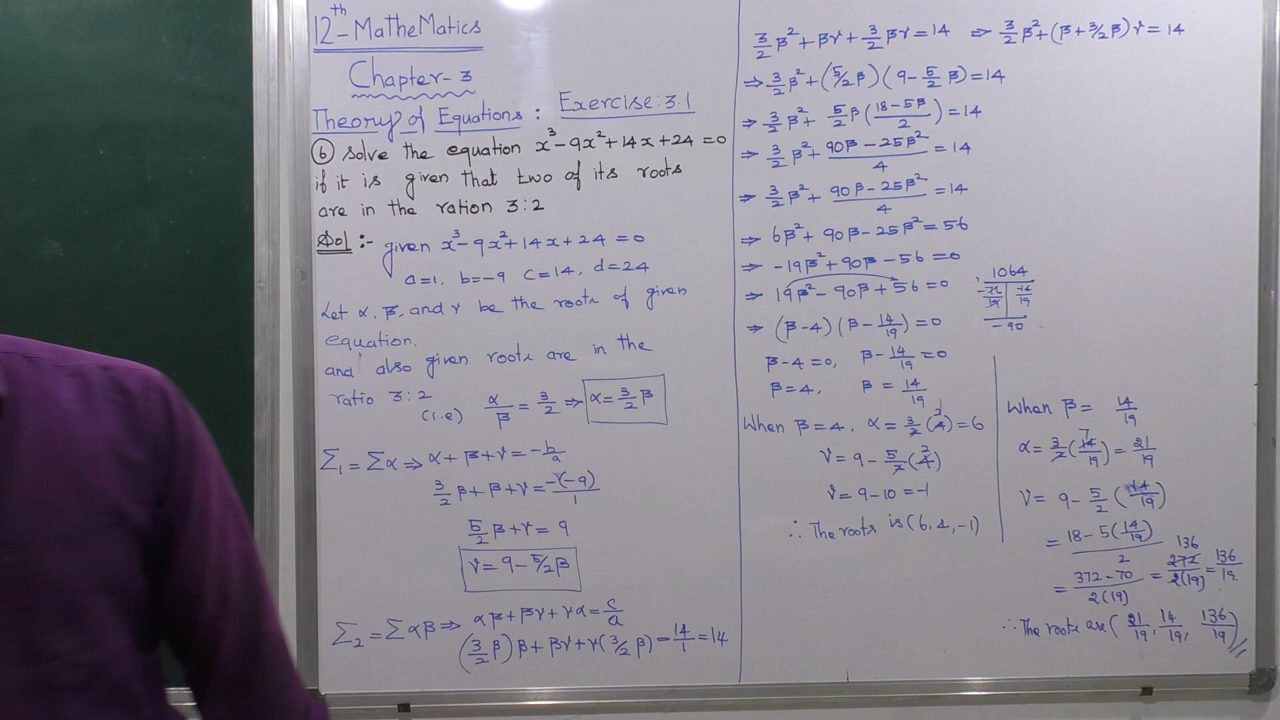 12th-MatheMatics
Chapter-3
Theory of Equations : Exercise:3.1
⑥ Solve the equation x³-9x²+14x+24=0
if it is given that two of its roots
are in the ration 3:2
Sol :- given x³-9x²+14x+24=0
a=1, b=-9 c=14, d=24
Let α, β, and γ be the roots of given
equation.
and also given roots are in the
ratio 3:2
(i.e) α/β = 3/2 ⇒ α = 3/2 β
Σ₁ = Σα ⇒ α+β+γ = -b/a
3/2 β+β+γ = -(-9)/1
5/2 β+γ = 9
γ = 9-5/2β
Σ₂ = Σαβ ⇒ αβ+βγ+γα = c/a
(3/2 β)β+βγ+γ(3/2 β) = 14/1 = 14
3/2 β²+βγ+3/2 βγ=14 ⇒ 3/2 β²+(β+3/2 β)γ=14
⇒ 3/2 β²+(5/2 β)(9-5/2 β)=14
⇒ 3/2 β²+ 5/2 β((18-5β)/2)=14
⇒ 3/2 β²+ (90β-25β²)/4 = 14
⇒ 3/2 β²+ (90β-25β²)/4 = 14
⇒ 6β²+90β-25β²=56
⇒ -19β²+90β-56=0
⇒ 19β²-90β+56=0
1064
-90
⇒ (β-4)(β-14/19)=0
β-4=0, β-14/19=0
β=4, β=14/19
When β=4. α=3/2(4)=6
γ=9-5/2(4)
γ=9-10=-1
∴ The roots is (6,4,-1)
When β= 14/19
α=3/2(14/19)=21/19
γ= 9-5/2(14/19)
= (18-5(14/19))/2
= (372-70)/2(19) = 272/2(19) = 136/19
∴ The roots are (21/19, 14/19, 136/19)